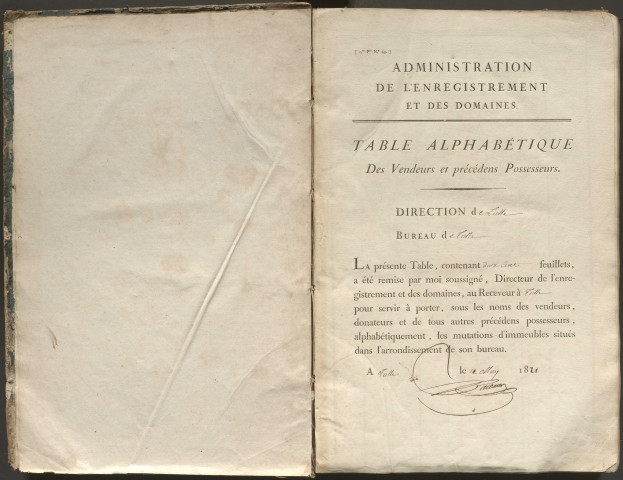 ADMINISTRATION
DE L'ENREGISTREMENT
ET DES DOMAINES.
TABLE ALPHABÉTIQUE
Des Vendeurs et précédens Possesseurs.
DIRECTION de Lille
BUREAU de Lille
LA présente Table, contenant deux cent feuillets,
a été remise par moi soussigné, Directeur de l'enre-
gistrement et des domaines, au Receveur à Lille
pour servir à porter, sous les noms des vendeurs,
donateurs et de tous autres précédens possesseurs,
alphabétiquement, les mutations d'immeubles situés
dans l'arrondissement de son bureau.
A Lille le May 1821